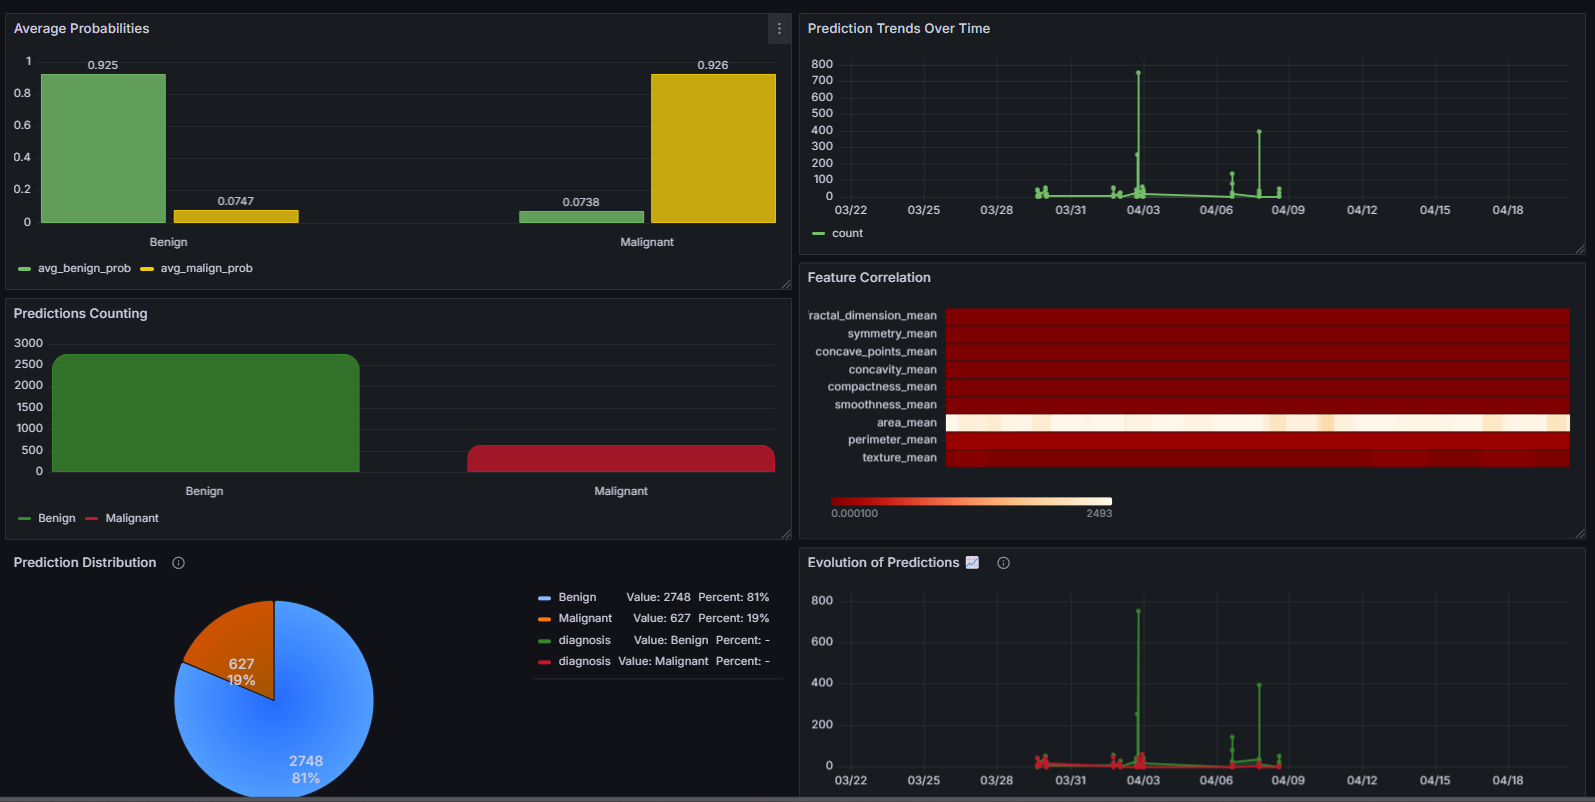 Average Probabilities
1
0.8
0.6
0.4
0.2
0
0.925
0.0747
0.0738
0.926
Benign
Malignant
avg_benign_prob
avg_malign_prob
Prediction Trends Over Time
800
700
600
500
400
300
200
100
0
03/22
03/25
03/28
03/31
04/03
04/06
04/09
04/12
04/15
04/18
count
Predictions Counting
3000
2500
2000
1500
1000
500
0
Benign
Malignant
Benign
Malignant
Feature Correlation
ractal_dimension_mean
symmetry_mean
concave_points_mean
concavity_mean
compactness_mean
smoothness_mean
area_mean
perimeter_mean
texture_mean
0.000100
2493
Prediction Distribution
627
19%
2748
81%
Benign Value: 2748 Percent: 81%
Malignant Value: 627 Percent: 19%
diagnosis Value: Benign Percent: -
diagnosis Value: Malignant Percent: -
Evolution of Predictions
800
600
400
200
0
03/22
03/25
03/28
03/31
04/03
04/06
04/09
04/12
04/15
04/18